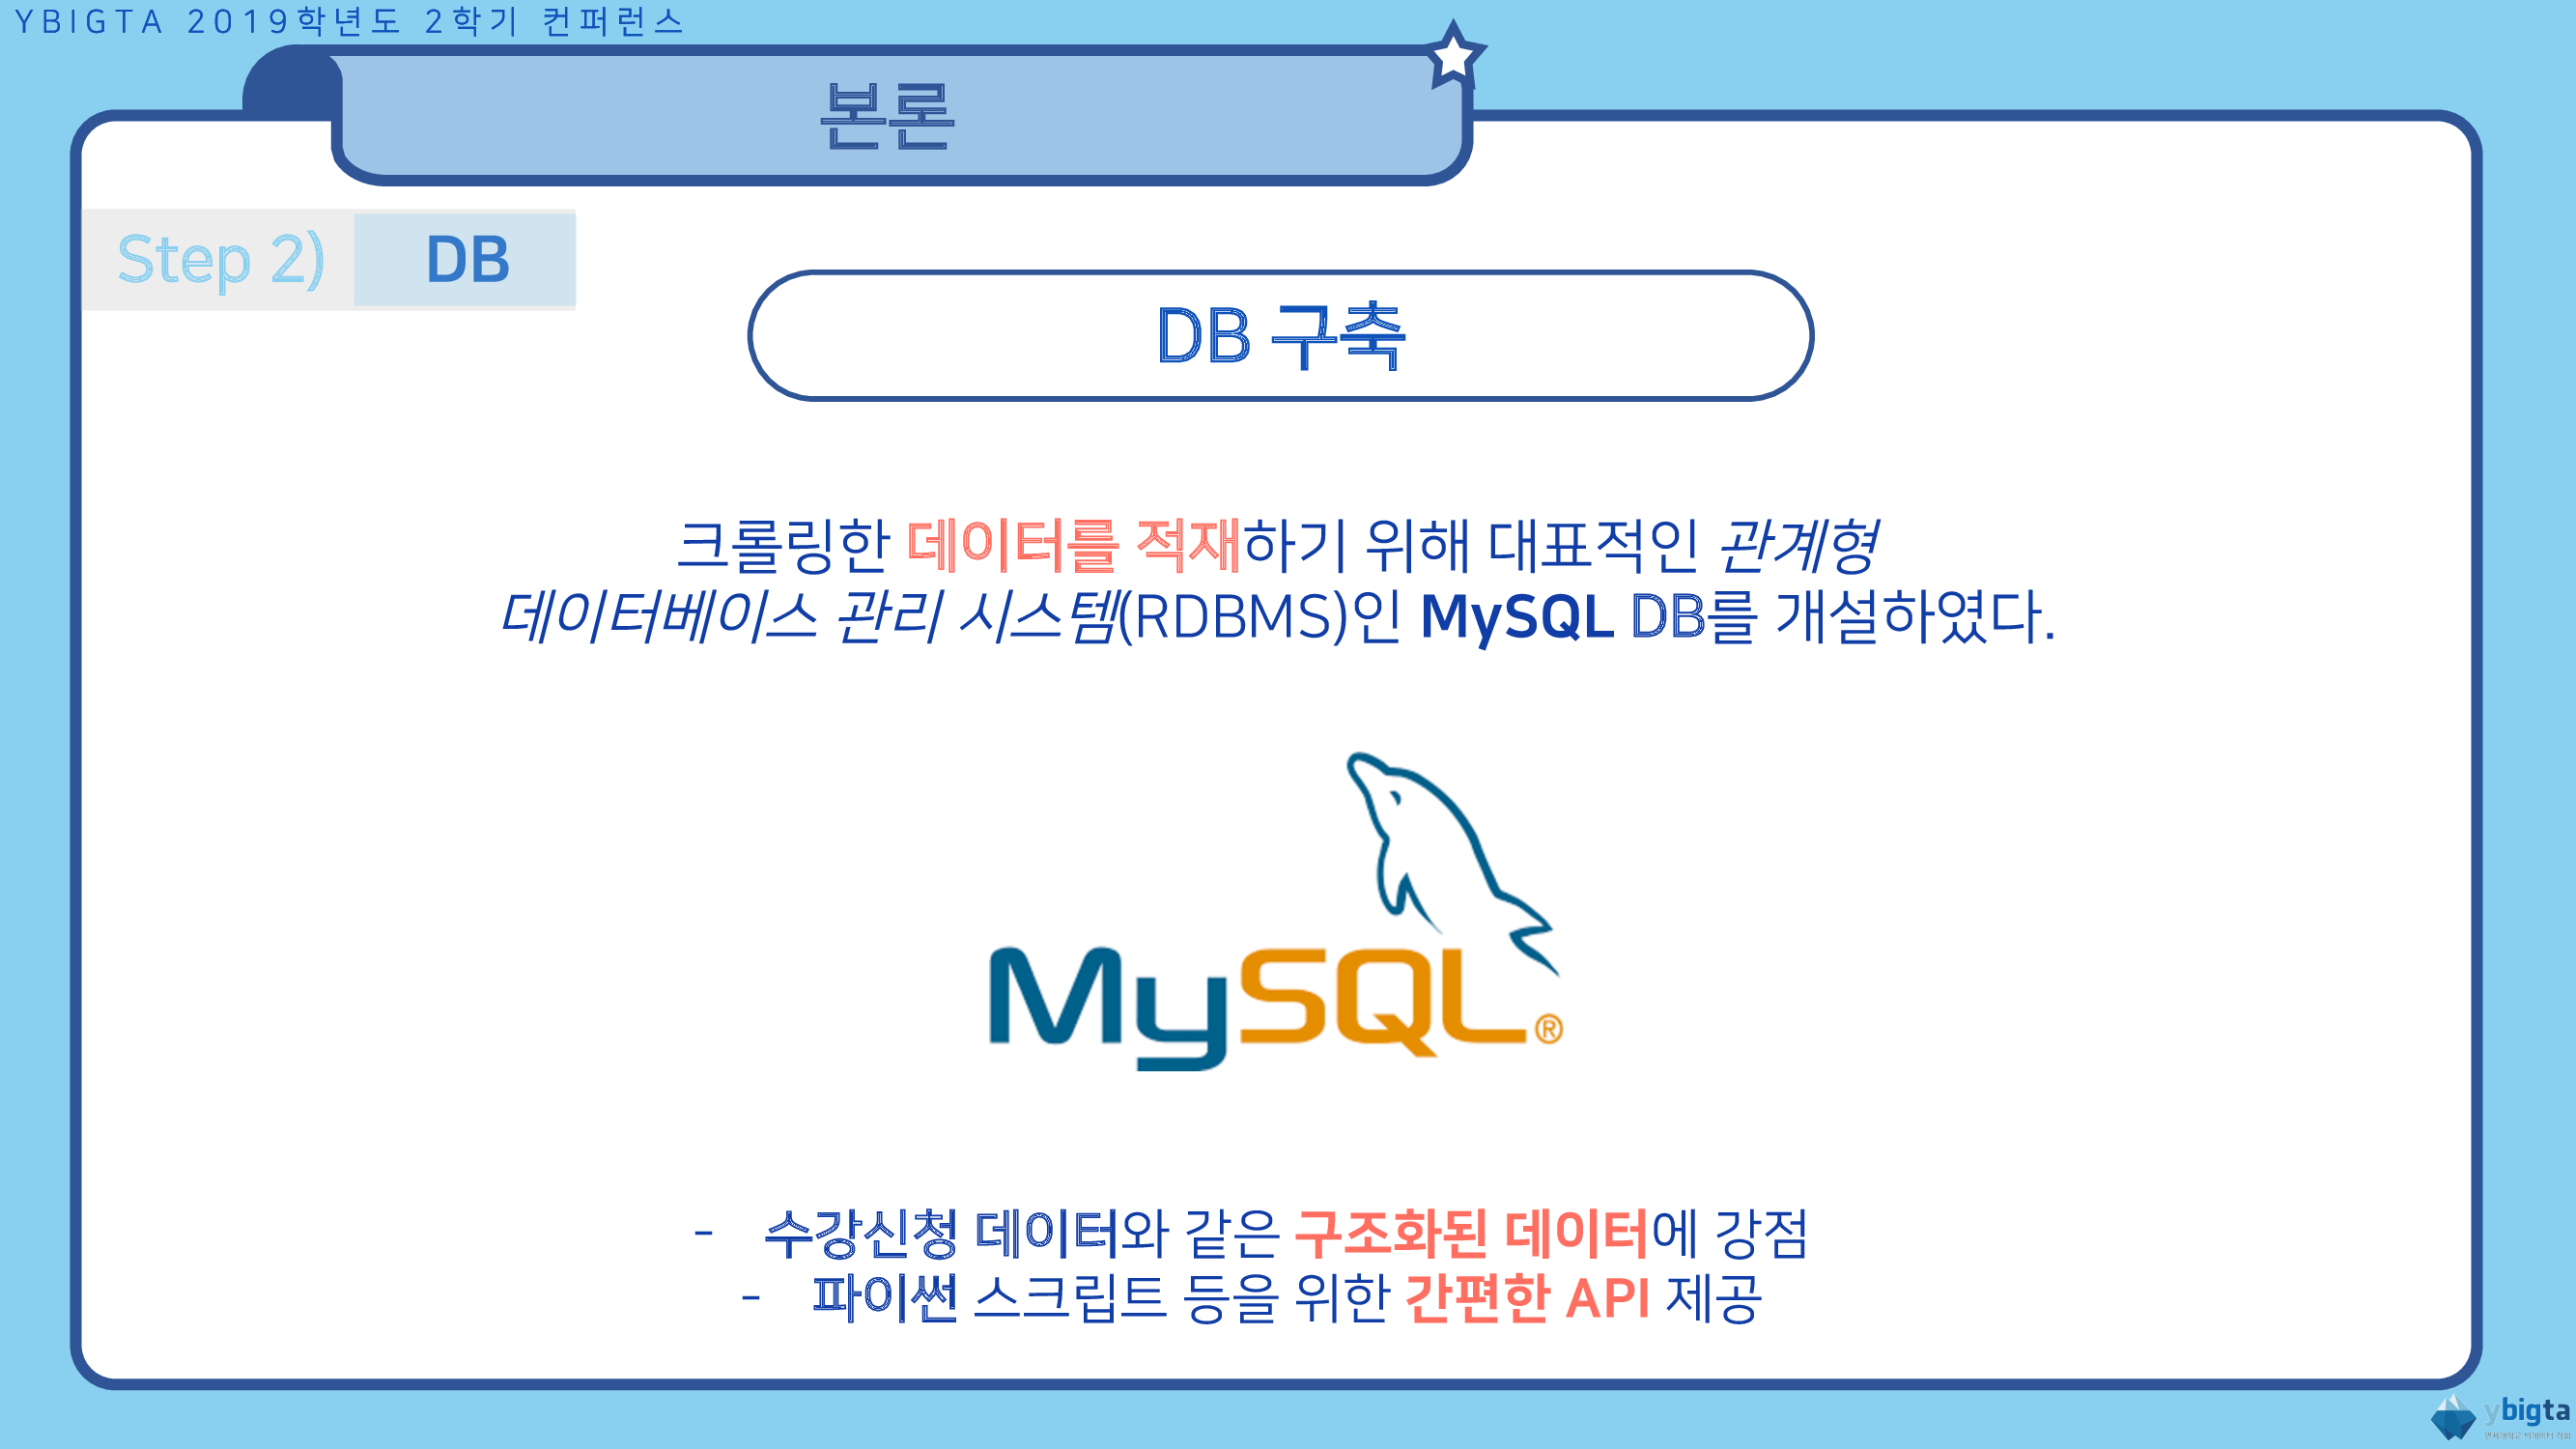 YBIGTA 2019학년도 2학기 컨퍼런스
본론
Step 2) DB
DB 구축
크롤링한 데이터를 적재하기 위해 대표적인 관계형
데이터베이스 관리 시스템(RDBMS)인 MySQL DB를 개설하였다.
MySQL®
- 수강신청 데이터와 같은 구조화된 데이터에 강점
- 파이썬 스크립트 등을 위한 간편한 API 제공
ybigta